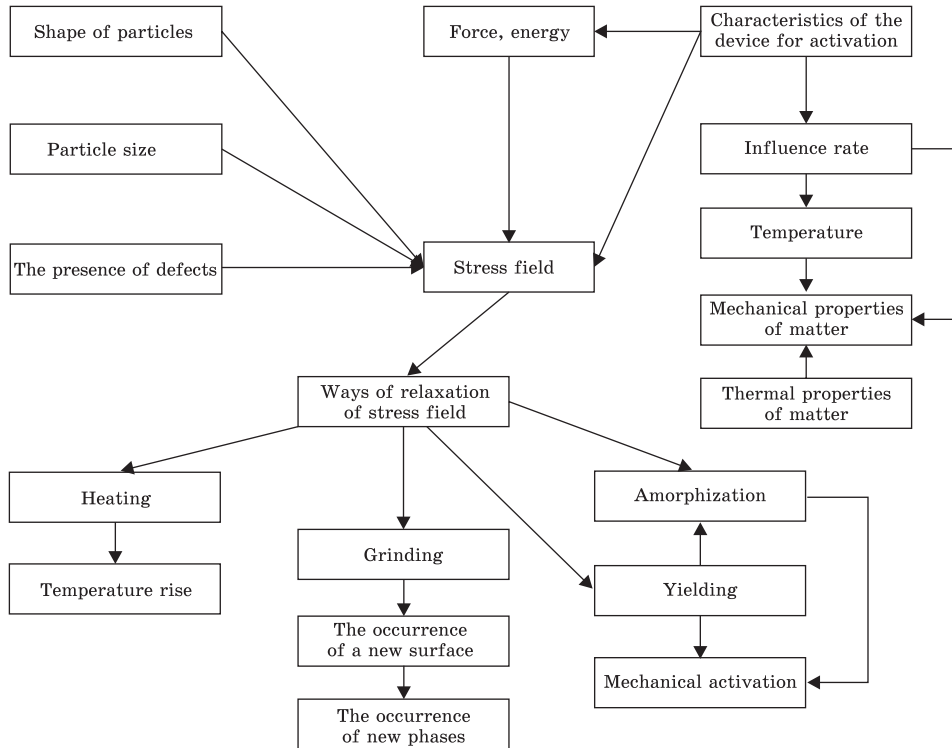 Shape of particles
Force, energy
Characteristics of the
device for activation
Particle size
Influence rate
Temperature
The presence of defects
Stress field
Mechanical properties
of matter
Ways of relaxation
of stress field
Thermal properties
of matter
Heating
Amorphization
Grinding
Temperature rise
Yielding
The occurrence
of a new surface
Mechanical activation
The occurrence
of new phases